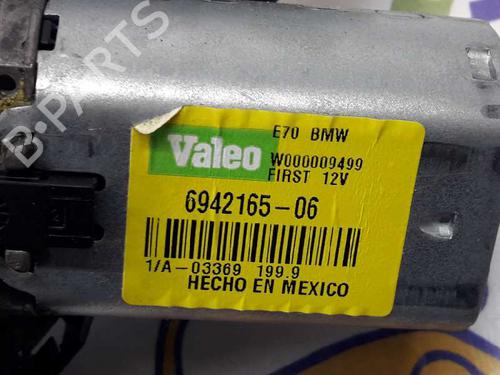 B-PARTS
E70 BMW
Valeo
W000009499
FIRST 12V
6942165-06
1/A-03369 199.9
HECHO EN MEXICO